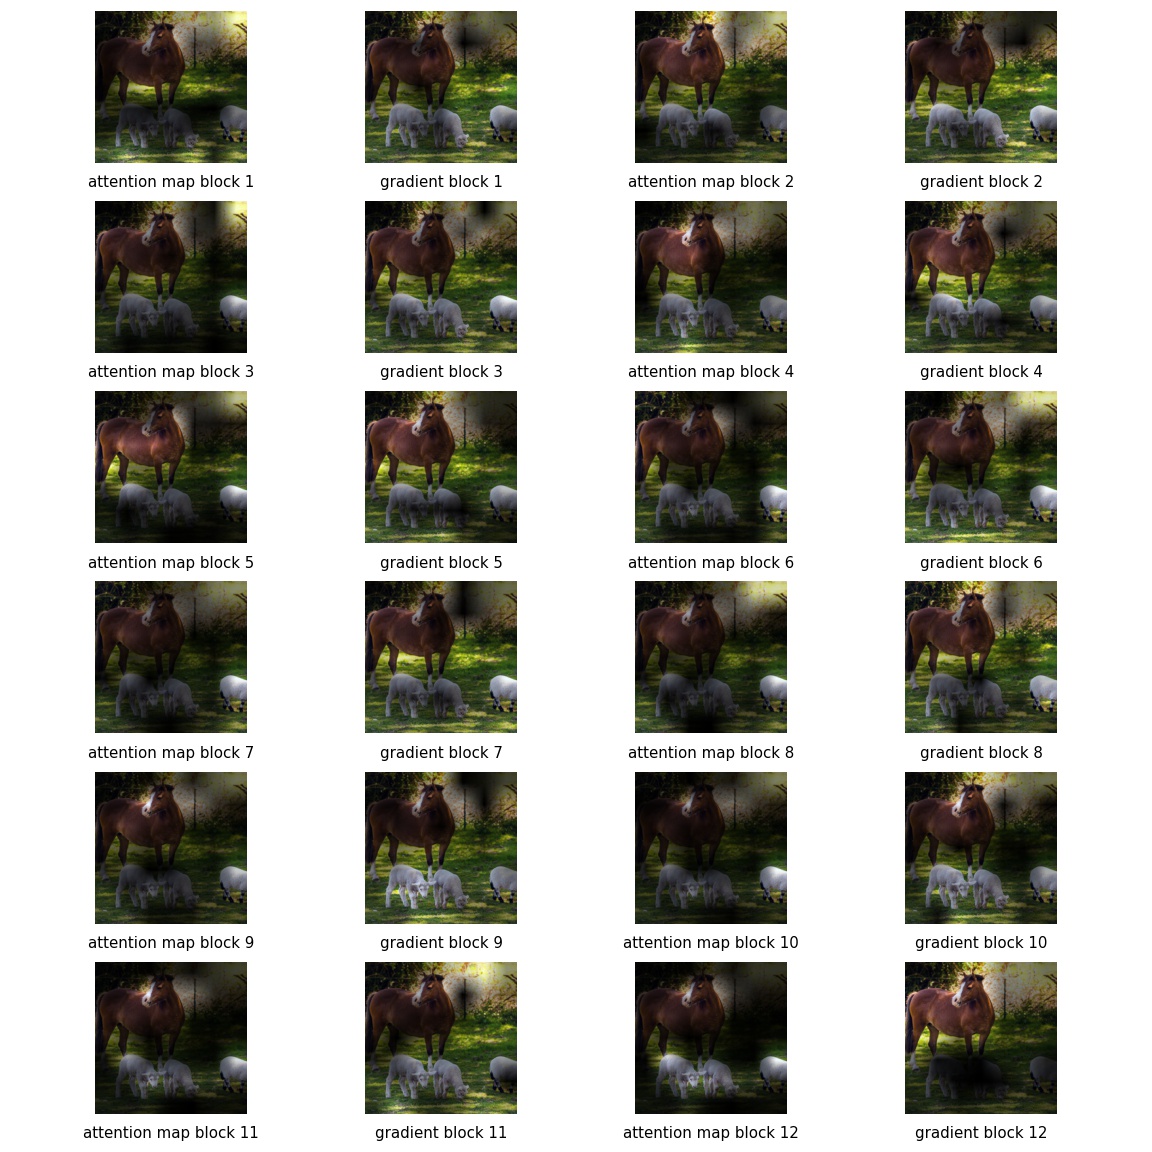 attention map block 1 gradient block 1 attention map block 2 gradient block 2
attention map block 3 gradient block 3 attention map block 4 gradient block 4
attention map block 5 gradient block 5 attention map block 6 gradient block 6
attention map block 7 gradient block 7 attention map block 8 gradient block 8
attention map block 9 gradient block 9 attention map block 10 gradient block 10
attention map block 11 gradient block 11 attention map block 12 gradient block 12